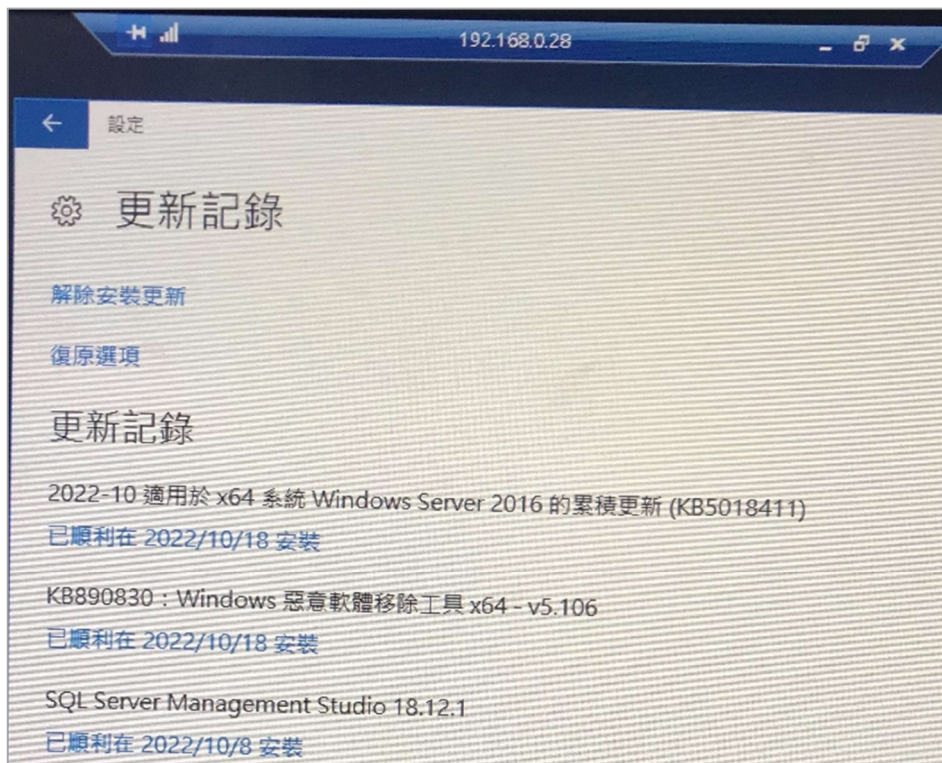 192.168.0.28
設定
更新記錄
解除安裝更新
復原選項
更新記錄
2022-10 適用於 x64 系統 Windows Server 2016 的累積更新 (KB5018411)
已順利在 2022/10/18 安裝
KB890830：Windows 惡意軟體移除工具 x64 - v5.106
已順利在 2022/10/18 安裝
SQL Server Management Studio 18.12.1
已順利在 2022/10/8 安裝